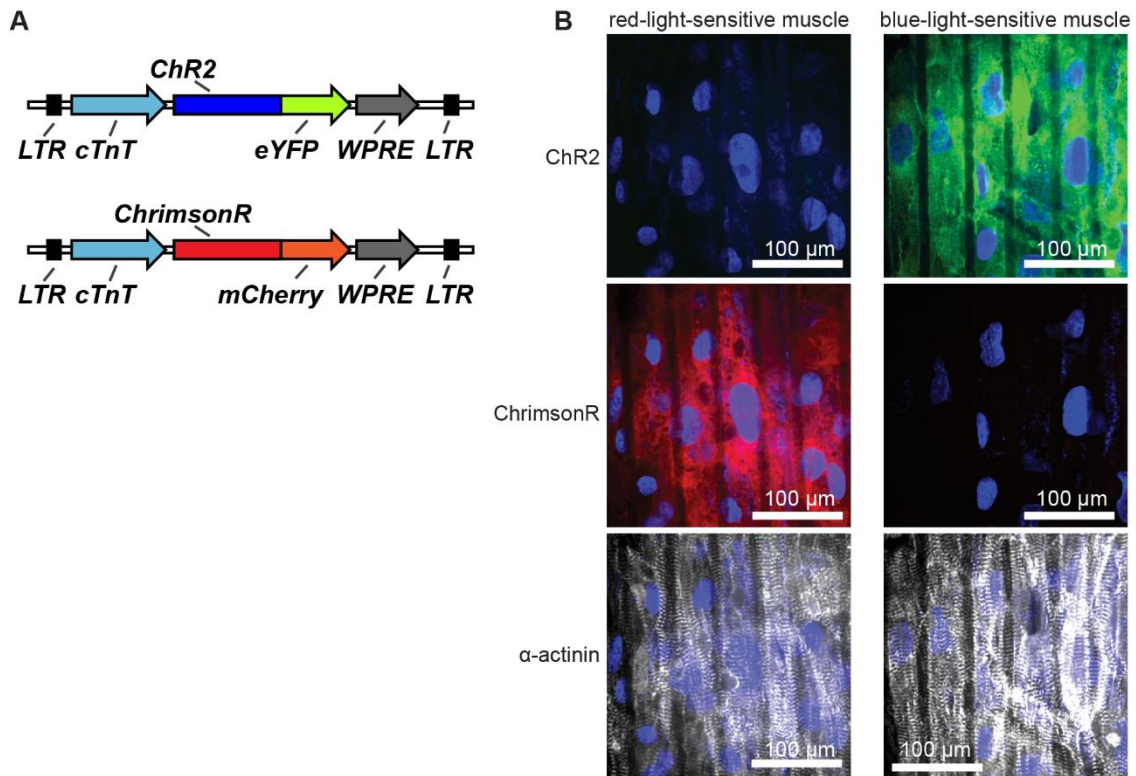 A
ChR2
LTR cTnT eYFP WPRE LTR
ChrimsonR
LTR cTnT mCherry WPRE LTR
B
red-light-sensitive muscle blue-light-sensitive muscle
ChR2
100 µm 100 µm
ChrimsonR
100 µm 100 µm
α-actinin
100 µm 100 µm